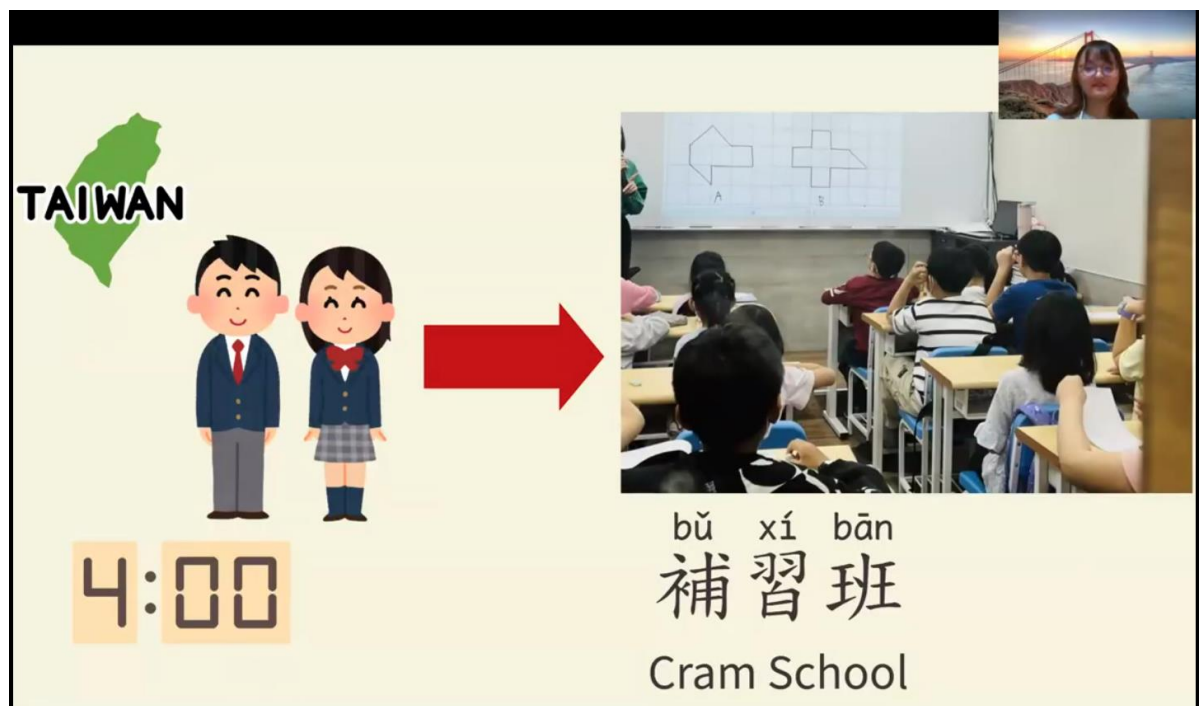 TAIWAN
A B
4:00
bǔ xí bān
補習班
Cram School